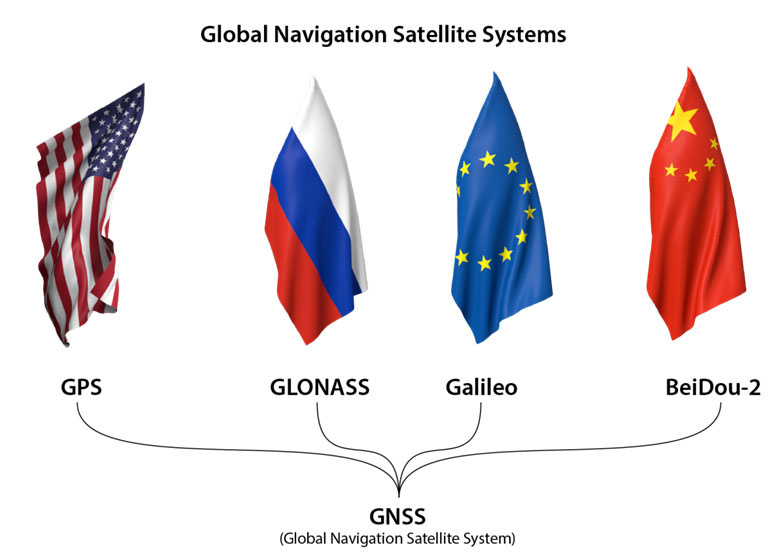 Global Navigation Satellite Systems
GPS
GLONASS
Galileo
BeiDou-2
GNSS
(Global Navigation Satellite System)